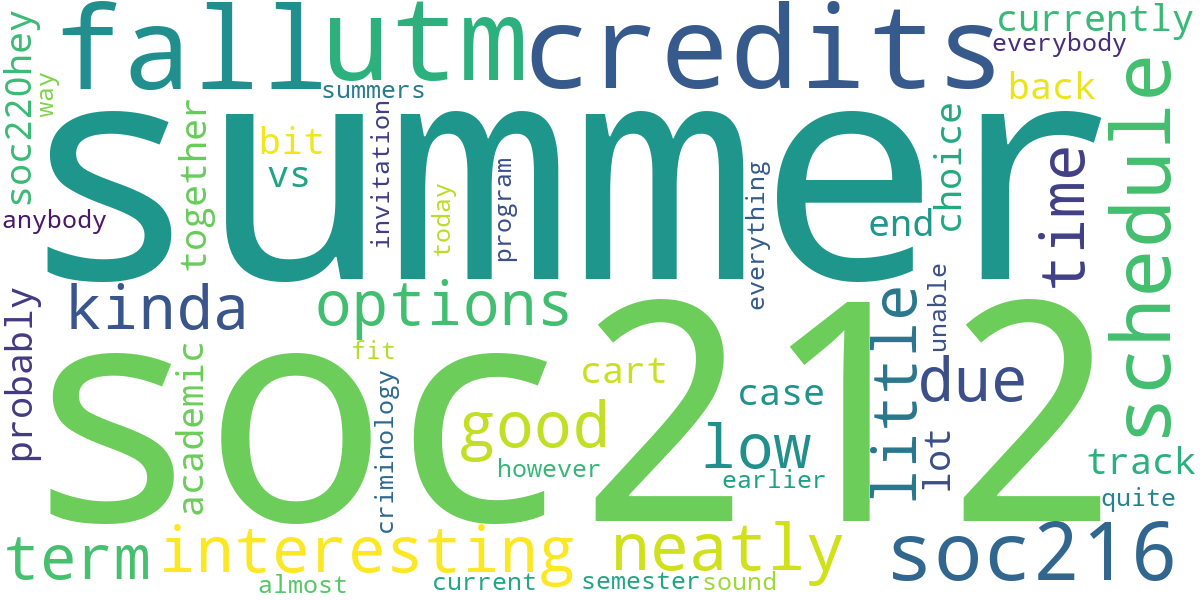 fall
utm
credits
currently
everybody
summers
back
soc220hey
way
summer
together
bit
vs
invitation
today
program
everything
choice
end
time
schedule
anybody
kinda
options
probably
soc212
academic
fit
criminology
cart
good
however
case
low
earlier
little
unable
due
lot
track
quite
term
interesting
neatly
soc216
almost
current
semester
sound